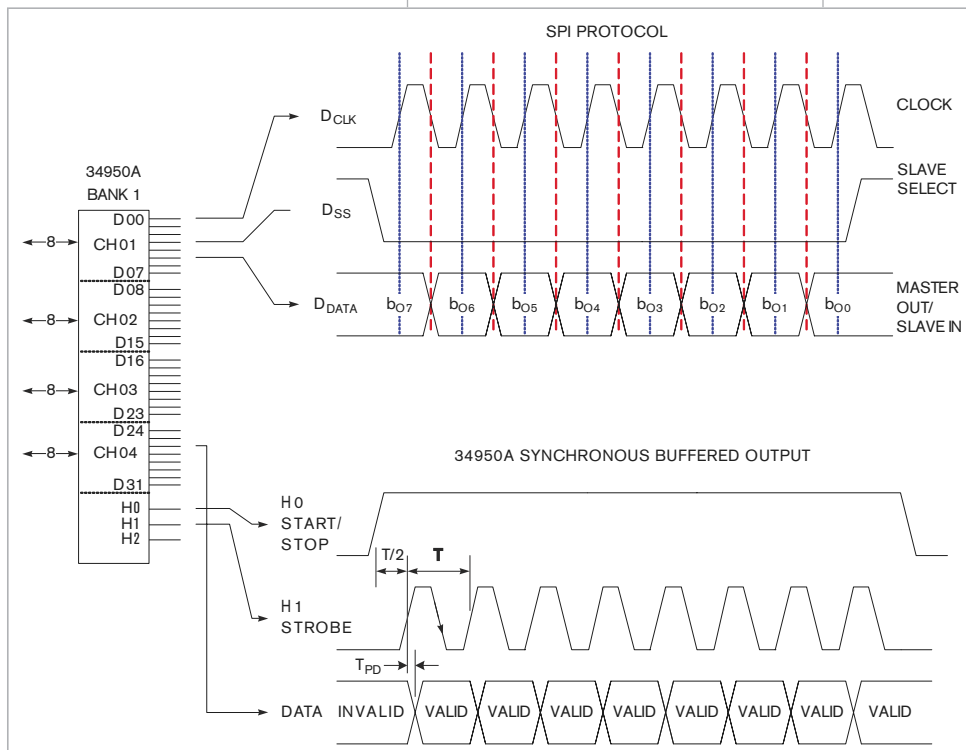 SPI PROTOCOL
DCLK
CLOCK
DSS
SLAVE
SELECT
DDATA
bO7 bO6 bO5 bO4 bO3 bO2 bO1 bO0
MASTER
OUT/
SLAVE IN
34950A
BANK 1
D00
8 CH01
D07
D08
8 CH02
D15
D16
8 CH03
D23
D24
8 CH04
D31
H0
H1
H2
34950A SYNCHRONOUS BUFFERED OUTPUT
H0
START/
STOP
T/2 T
H1
STROBE
TPD
DATA INVALID VALID VALID VALID VALID VALID VALID VALID VALID